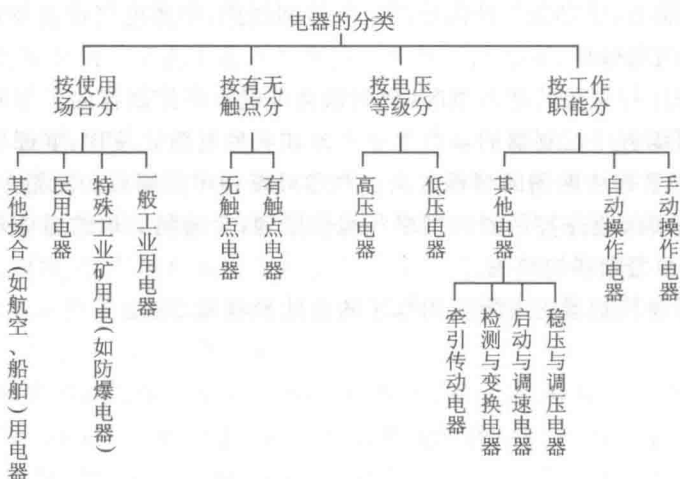 电器的分类
按使用
场合分
按有无
触点分
按电压
等级分
按工作
职能分
其他场合(如航空、船舶)用电器
民用电器
特殊工业矿用电(如防爆电器)
一般工业用电器
无触点电器
有触点电器
高压电器
低压电器
其他电器
自动操作电器
手动操作电器
牵引传动电器
检测与变换电器
启动与调速电器
稳压与调压电器